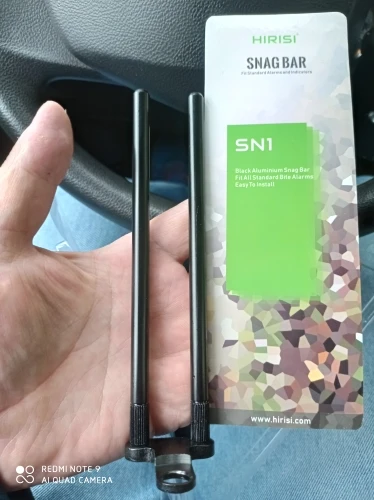 HIRISI
SNAG BAR
Fit Standard Alarms and Indicators
SN1
Black Aluminum Snag Bar
Fit All Standard Bite Alarms
Easy To Install
www.hirisi.com
REDMI NOTE 9
AI QUAD CAMERA